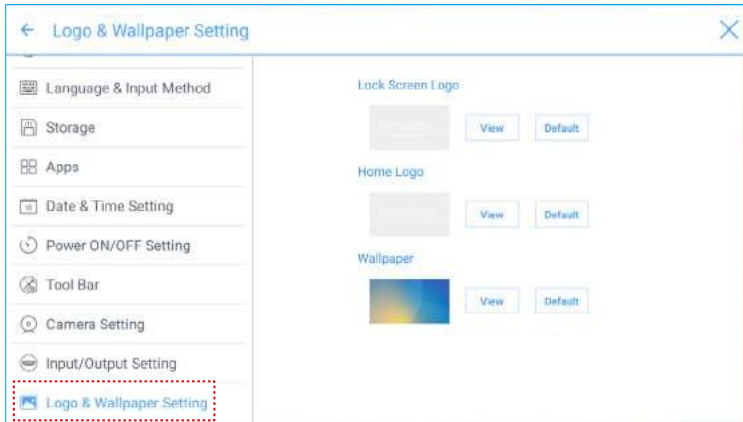 Logo & Wallpaper Setting
Language & Input Method
Storage
Apps
Date & Time Setting
Power ON/OFF Setting
Tool Bar
Camera Setting
Input/Output Setting
Logo & Wallpaper Setting
Lock Screen Logo
View Default
Home Logo
View Default
Wallpaper
View Default